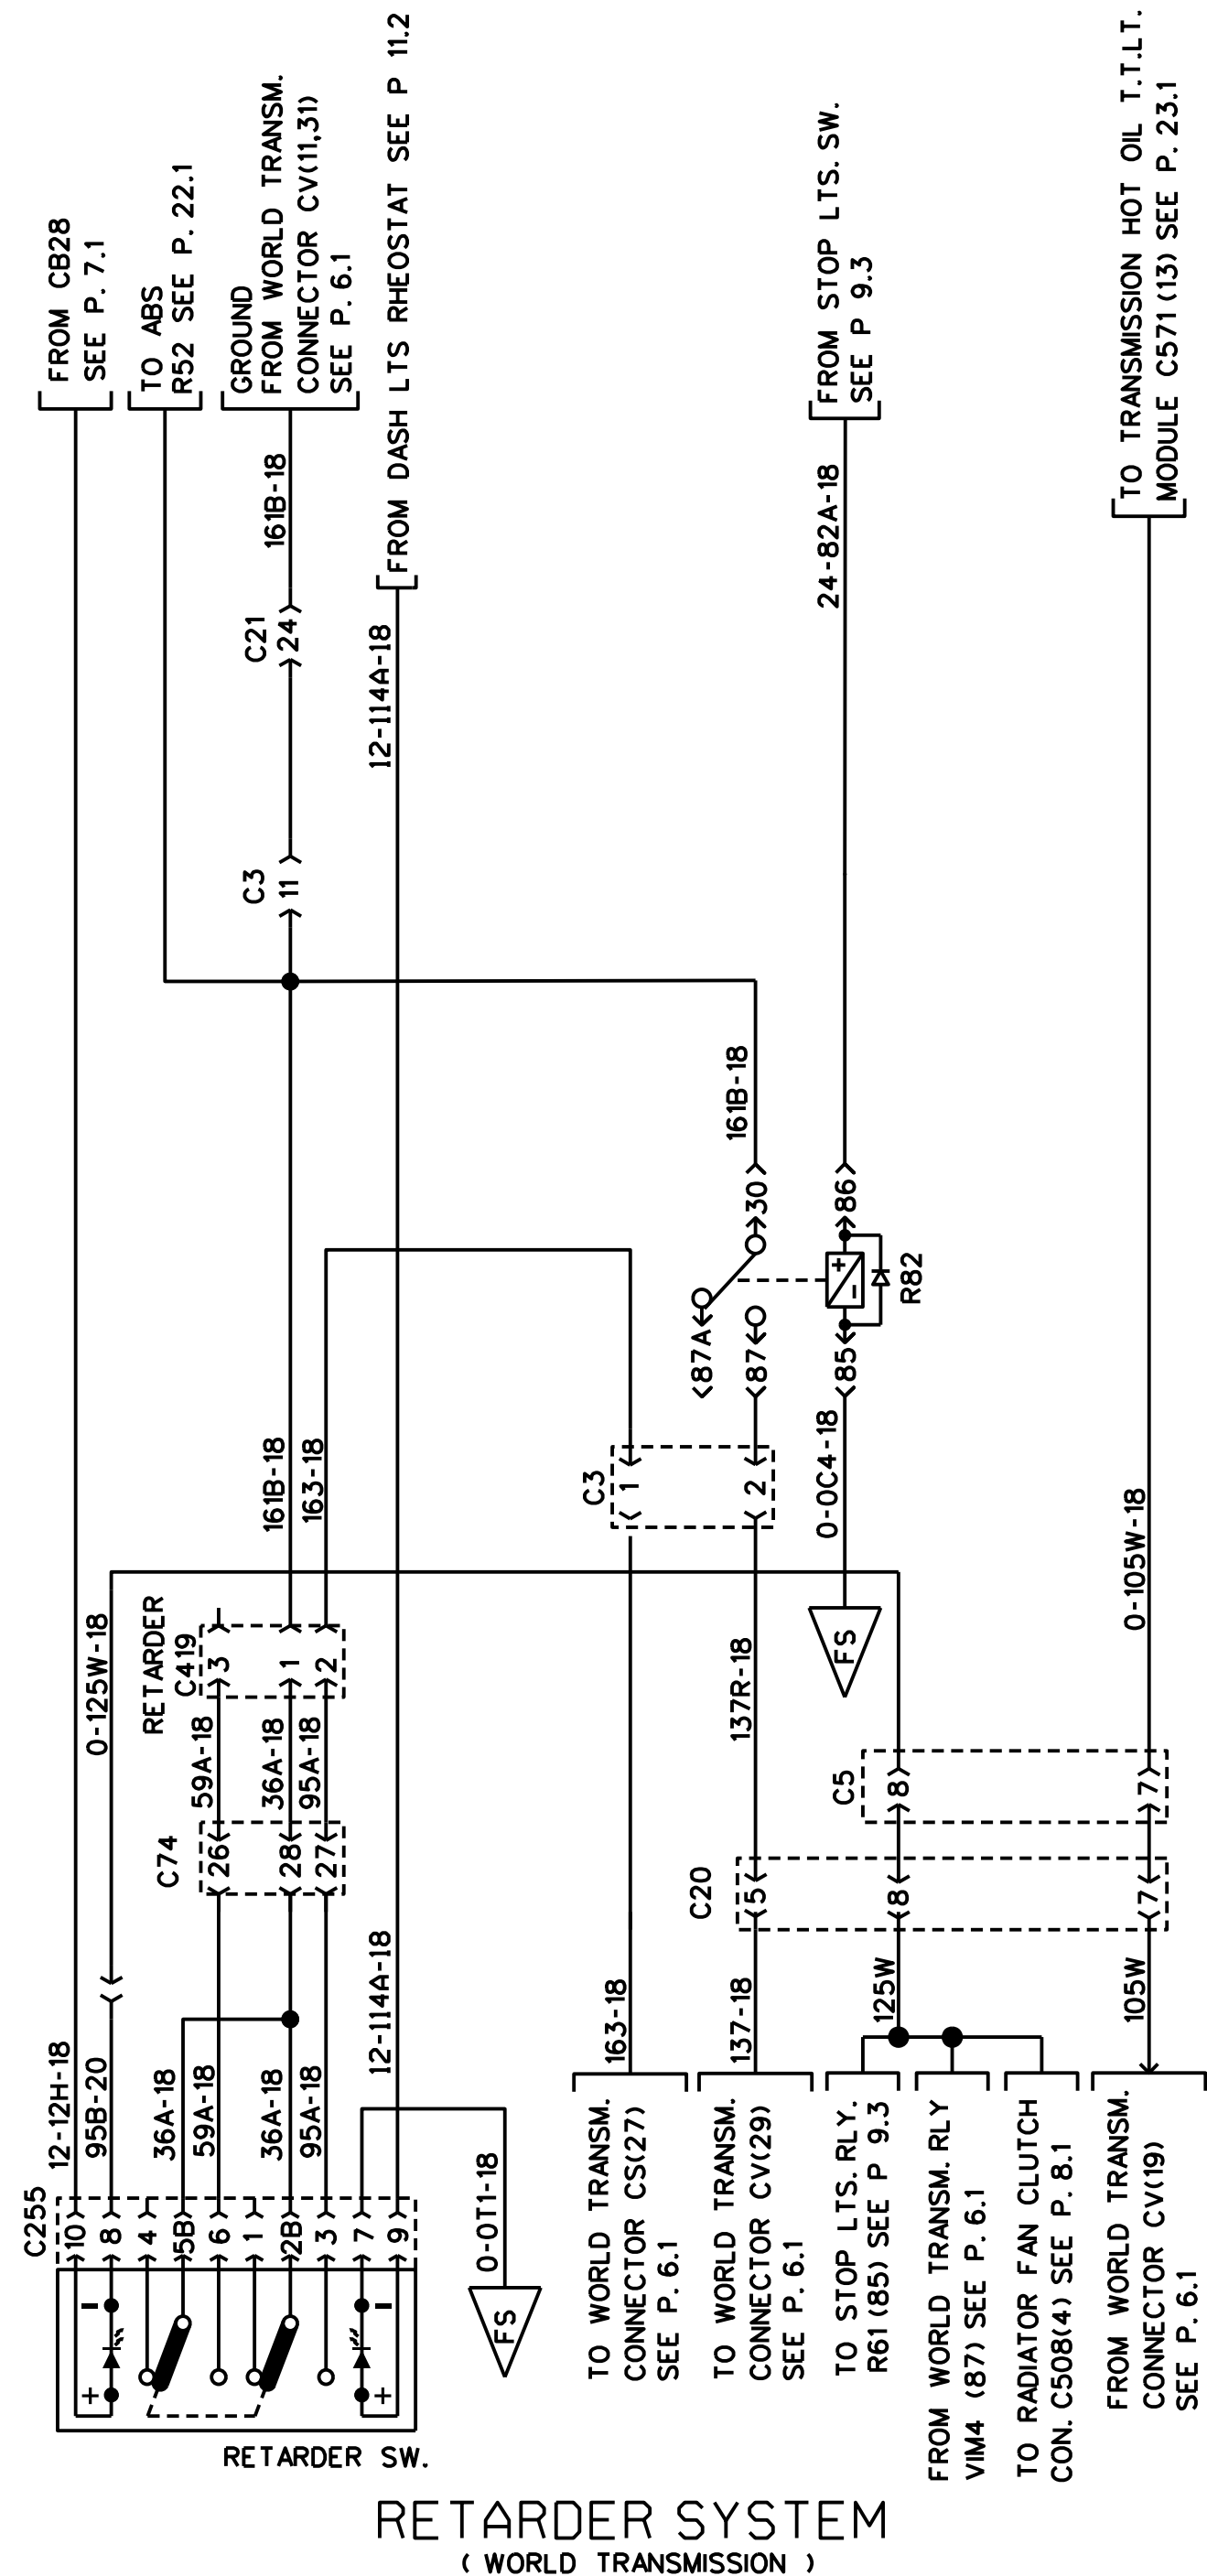 FROM CB28
SEE P. 7.1
TO ABS
R52 SEE P. 22.1
GROUND
FROM WORLD TRANSM.
CONNECTOR CV(11,31)
SEE P. 6.1
FROM DASH LTS RHEOSTAT SEE P 11.2
FROM STOP LTS. SW.
SEE P 9.3
TO TRANSMISSION HOT OIL T.T.LT.
MODULE C571 (13) SEE P. 23.1
161B-18
C21
24
12-114A-18
24-82A-18
C3
11
161B-18
30
86
87A
87
85
+
-
R82
161B-18
163-18
C3
1
2
0-0C4-18
FS
0-105W-18
0-125W-18
RETARDER
C419
3
1
2
59A-18
36A-18
95A-18
137R-18
C74
26
28
27
C5
8
7
C20
5
8
7
12-114A-18
163-18
137-18
125W
105W
12-12H-18
95B-20
36A-18
59A-18
36A-18
95A-18
C255
10
8
4
5B
6
1
2B
3
7
9
0-0T1-18
FS
-
+
-
+
RETARDER SW.
TO WORLD TRANSM.
CONNECTOR CS(27)
SEE P. 6.1
TO WORLD TRANSM.
CONNECTOR CV(29)
SEE P. 6.1
TO STOP LTS. RLY.
R61 (85) SEE P 9.3
FROM WORLD TRANSM. RLY
VIM4 (87) SEE P. 6.1
TO RADIATOR FAN CLUTCH
CON. C508(4) SEE P. 8.1
FROM WORLD TRANSM.
CONNECTOR CV(19)
SEE P. 6.1
RETARDER SYSTEM
( WORLD TRANSMISSION )